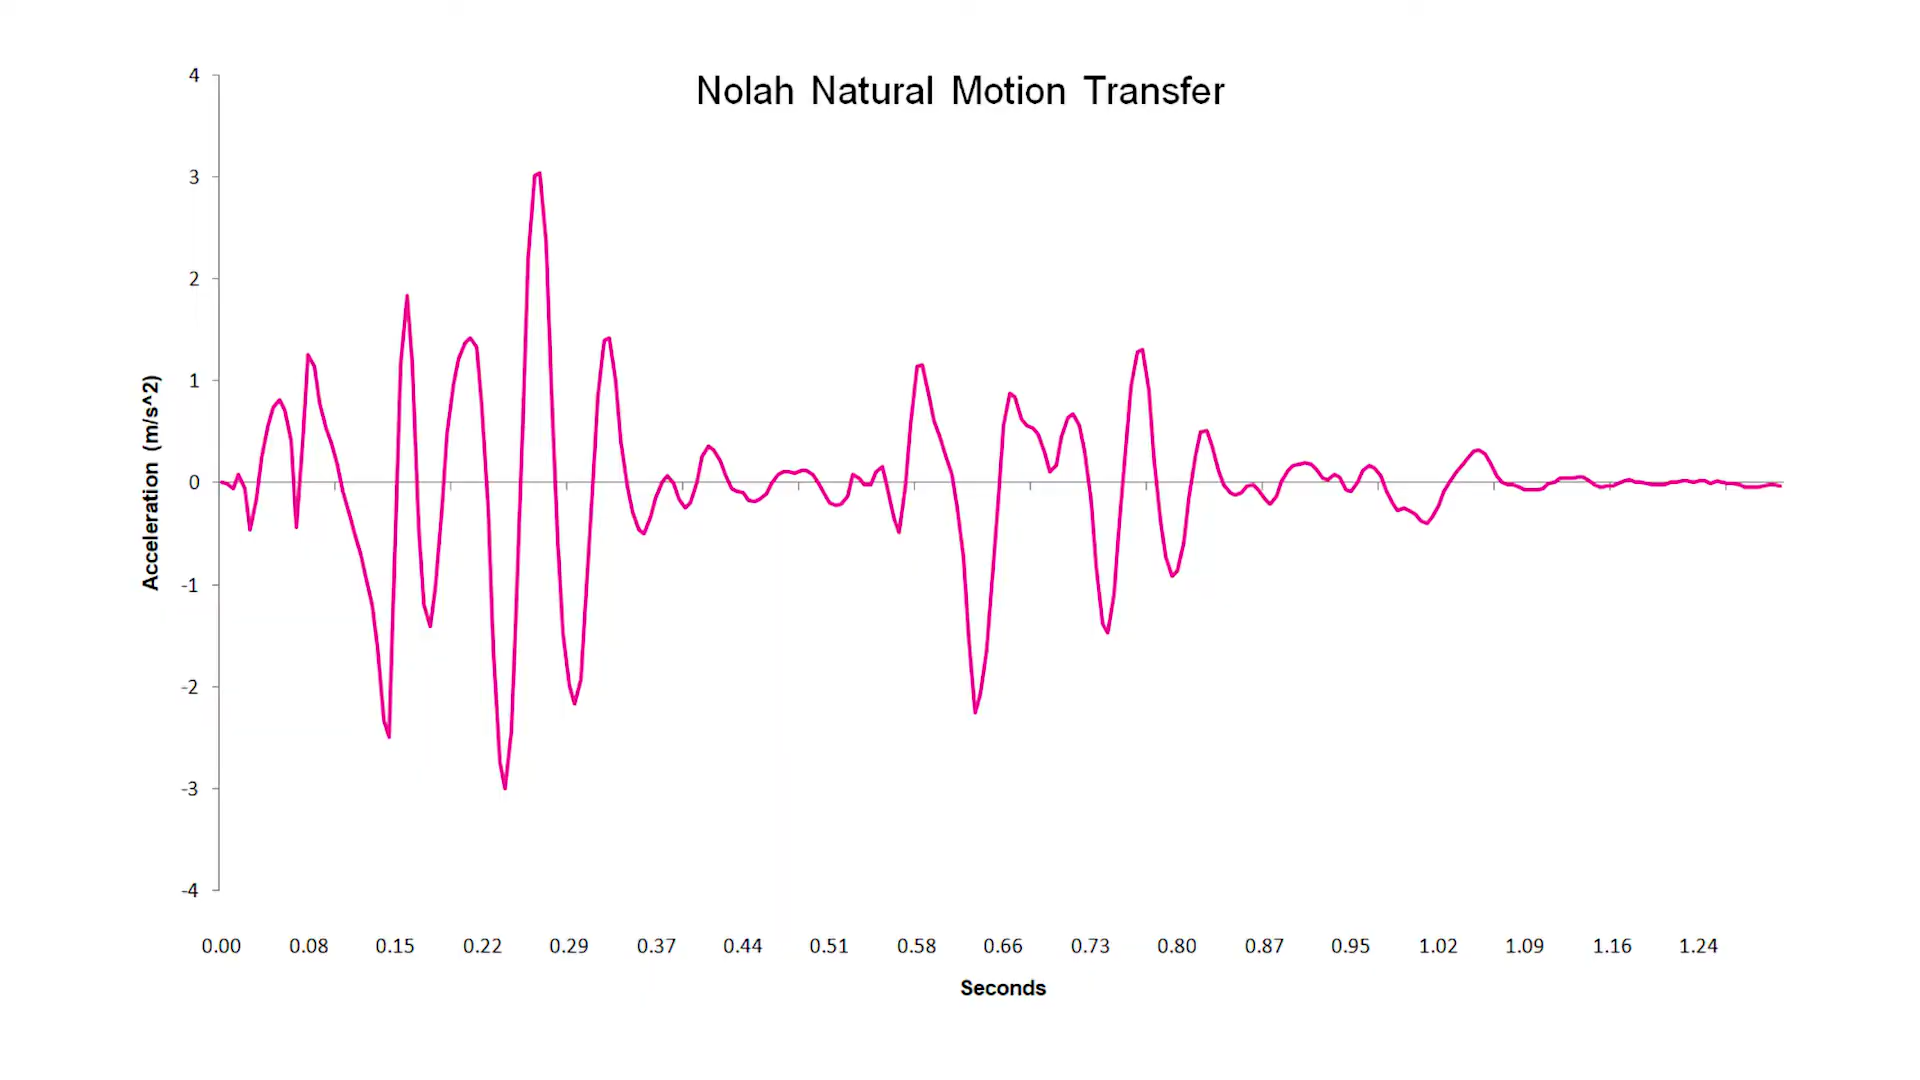 Nolah Natural Motion Transfer
4
3
2
1
0
-1
-2
-3
-4
Acceleration (m/s^2)
0.00 0.08 0.15 0.22 0.29 0.37 0.44 0.51 0.58 0.66 0.73 0.80 0.87 0.95 1.02 1.09 1.16 1.24
Seconds